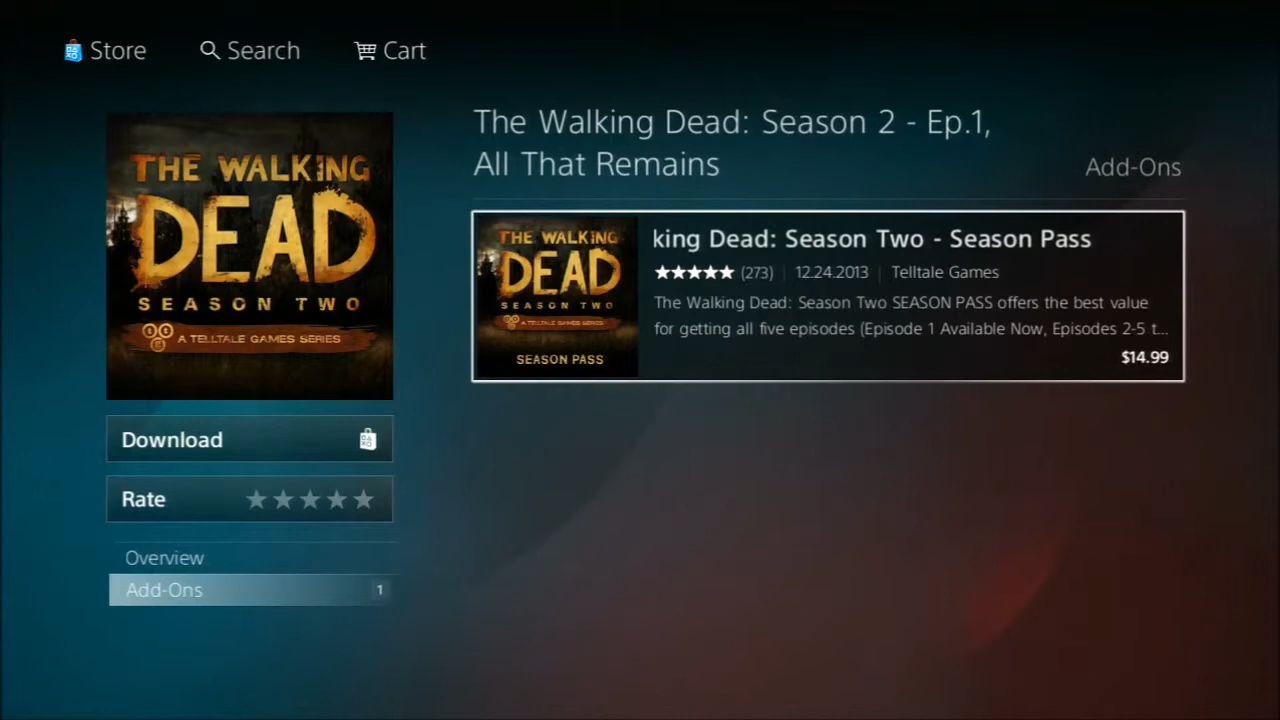 Store
Search
Cart
THE WALKING
DEAD
SEASON TWO
A TELLTALE GAMES SERIES
Download
Rate
Overview
Add-Ons 1
The Walking Dead: Season 2 - Ep.1,
All That Remains
Add-Ons
THE WALKING
DEAD
SEASON TWO
A TELLTALE GAMES SERIES
SEASON PASS
king Dead: Season Two - Season Pass
★★★★★ (273) | 12.24.2013 | Telltale Games
The Walking Dead: Season Two SEASON PASS offers the best value
for getting all five episodes (Episode 1 Available Now, Episodes 2-5 t...
$14.99